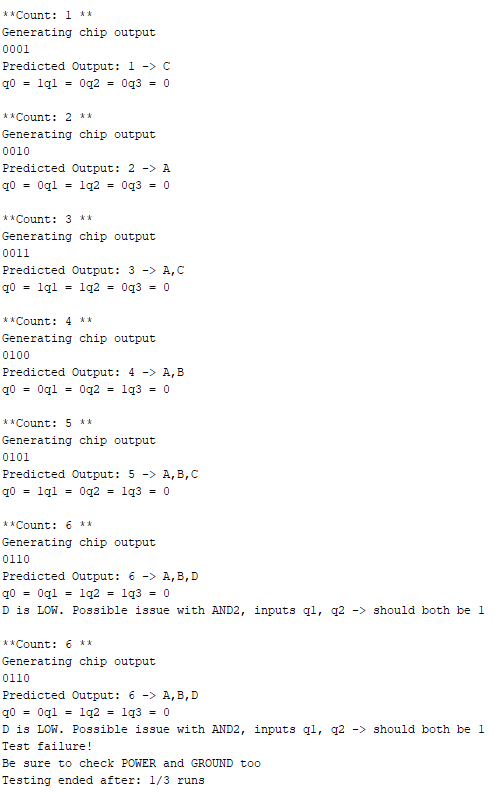 **Count: 1 **
Generating chip output
0001
Predicted Output: 1 -> C
q0 = 1q1 = 0q2 = 0q3 = 0

**Count: 2 **
Generating chip output
0010
Predicted Output: 2 -> A
q0 = 0q1 = 1q2 = 0q3 = 0

**Count: 3 **
Generating chip output
0011
Predicted Output: 3 -> A,C
q0 = 1q1 = 1q2 = 0q3 = 0

**Count: 4 **
Generating chip output
0100
Predicted Output: 4 -> A,B
q0 = 0q1 = 0q2 = 1q3 = 0

**Count: 5 **
Generating chip output
0101
Predicted Output: 5 -> A,B,C
q0 = 1q1 = 0q2 = 1q3 = 0

**Count: 6 **
Generating chip output
0110
Predicted Output: 6 -> A,B,D
q0 = 0q1 = 1q2 = 1q3 = 0
D is LOW. Possible issue with AND2, inputs q1, q2 -> should both be 1

**Count: 6 **
Generating chip output
0110
Predicted Output: 6 -> A,B,D
q0 = 0q1 = 1q2 = 1q3 = 0
D is LOW. Possible issue with AND2, inputs q1, q2 -> should both be 1
Test failure!
Be sure to check POWER and GROUND too
Testing ended after: 1/3 runs